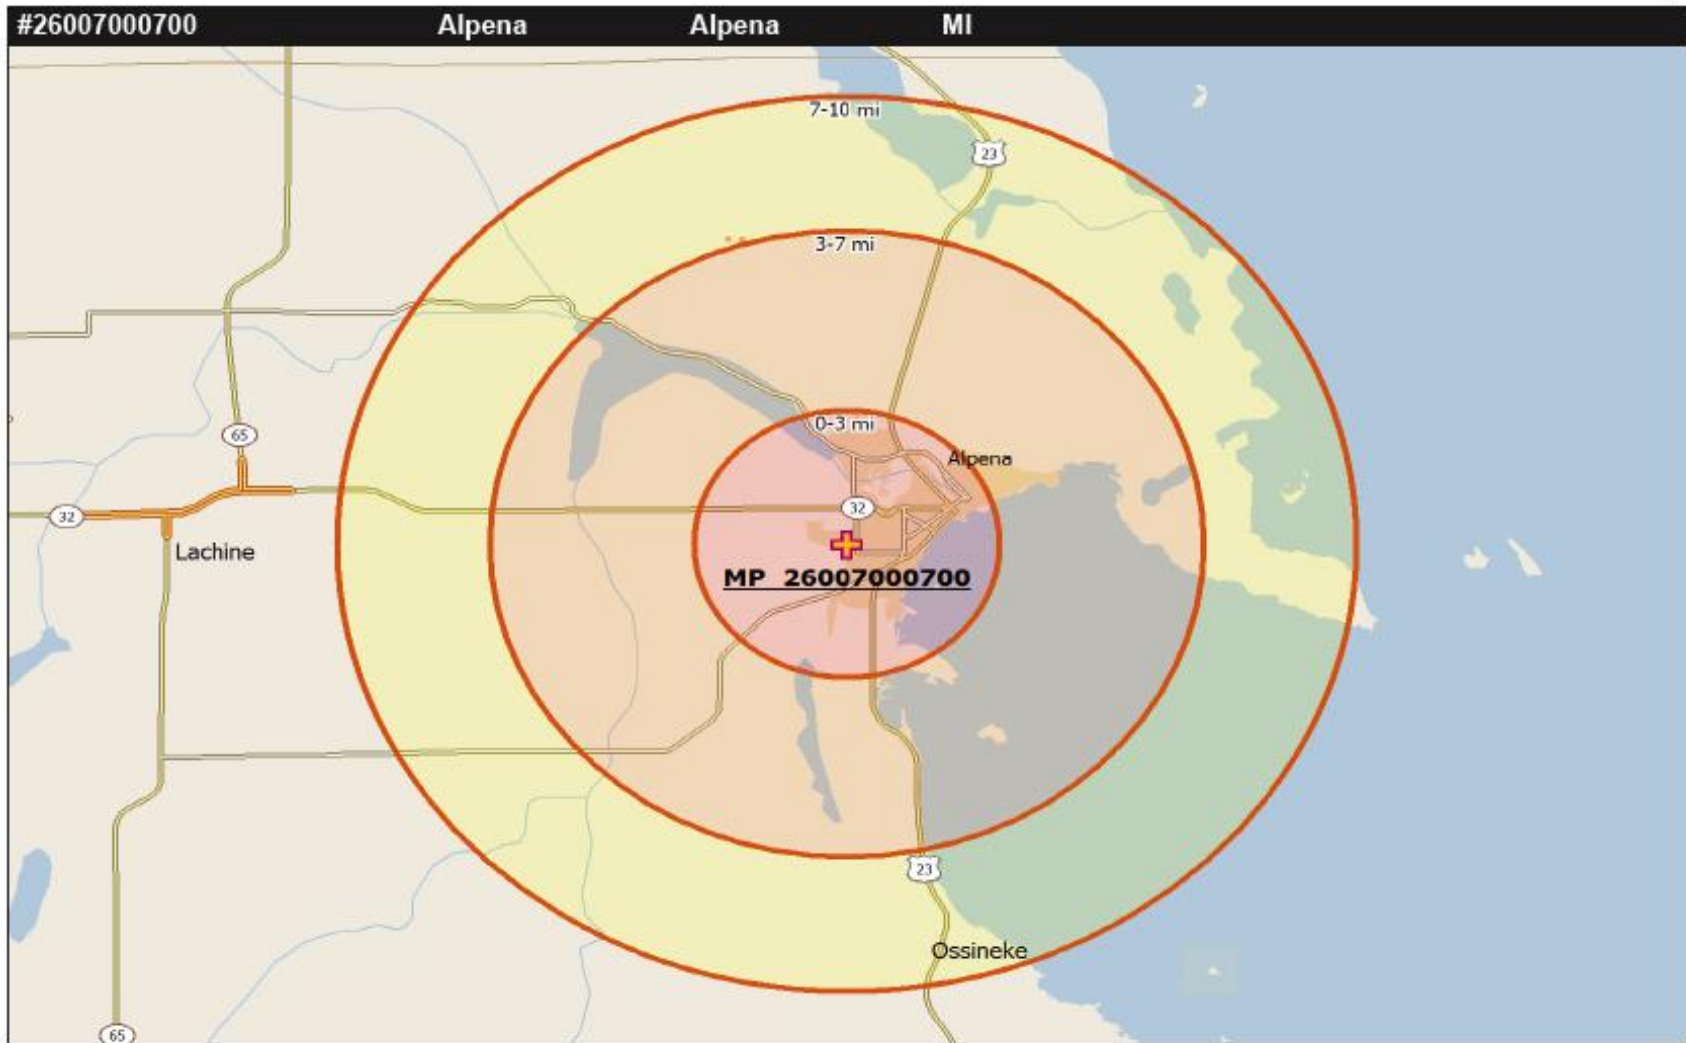 #26007000700 Alpena Alpena MI
7-10 mi
23
3-7 mi
0-3 mi
65
Alpena
32
32
Lachine
MP 26007000700
23
Ossineke
65